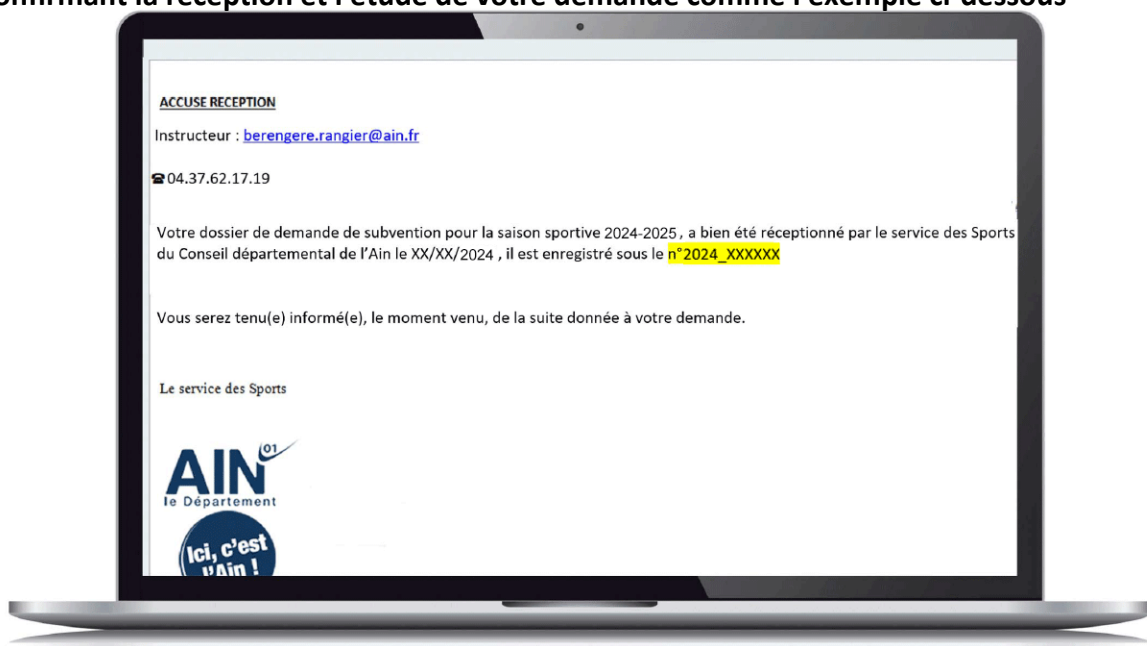 confirmant la réception et l'étude de votre demande comme l'exemple ci-dessous
ACCUSE RECEPTION
Instructeur : berengere.rangier@ain.fr
☎04.37.62.17.19
Votre dossier de demande de subvention pour la saison sportive 2024-2025 , a bien été réceptionné par le service des Sports
du Conseil départemental de l'Ain le XX/XX/2024 , il est enregistré sous le n°2024_XXXXXX
Vous serez tenu(e) informé(e), le moment venu, de la suite donnée à votre demande.
Le service des Sports
AIN 01
le Département
Ici, c'est
l'Ain !